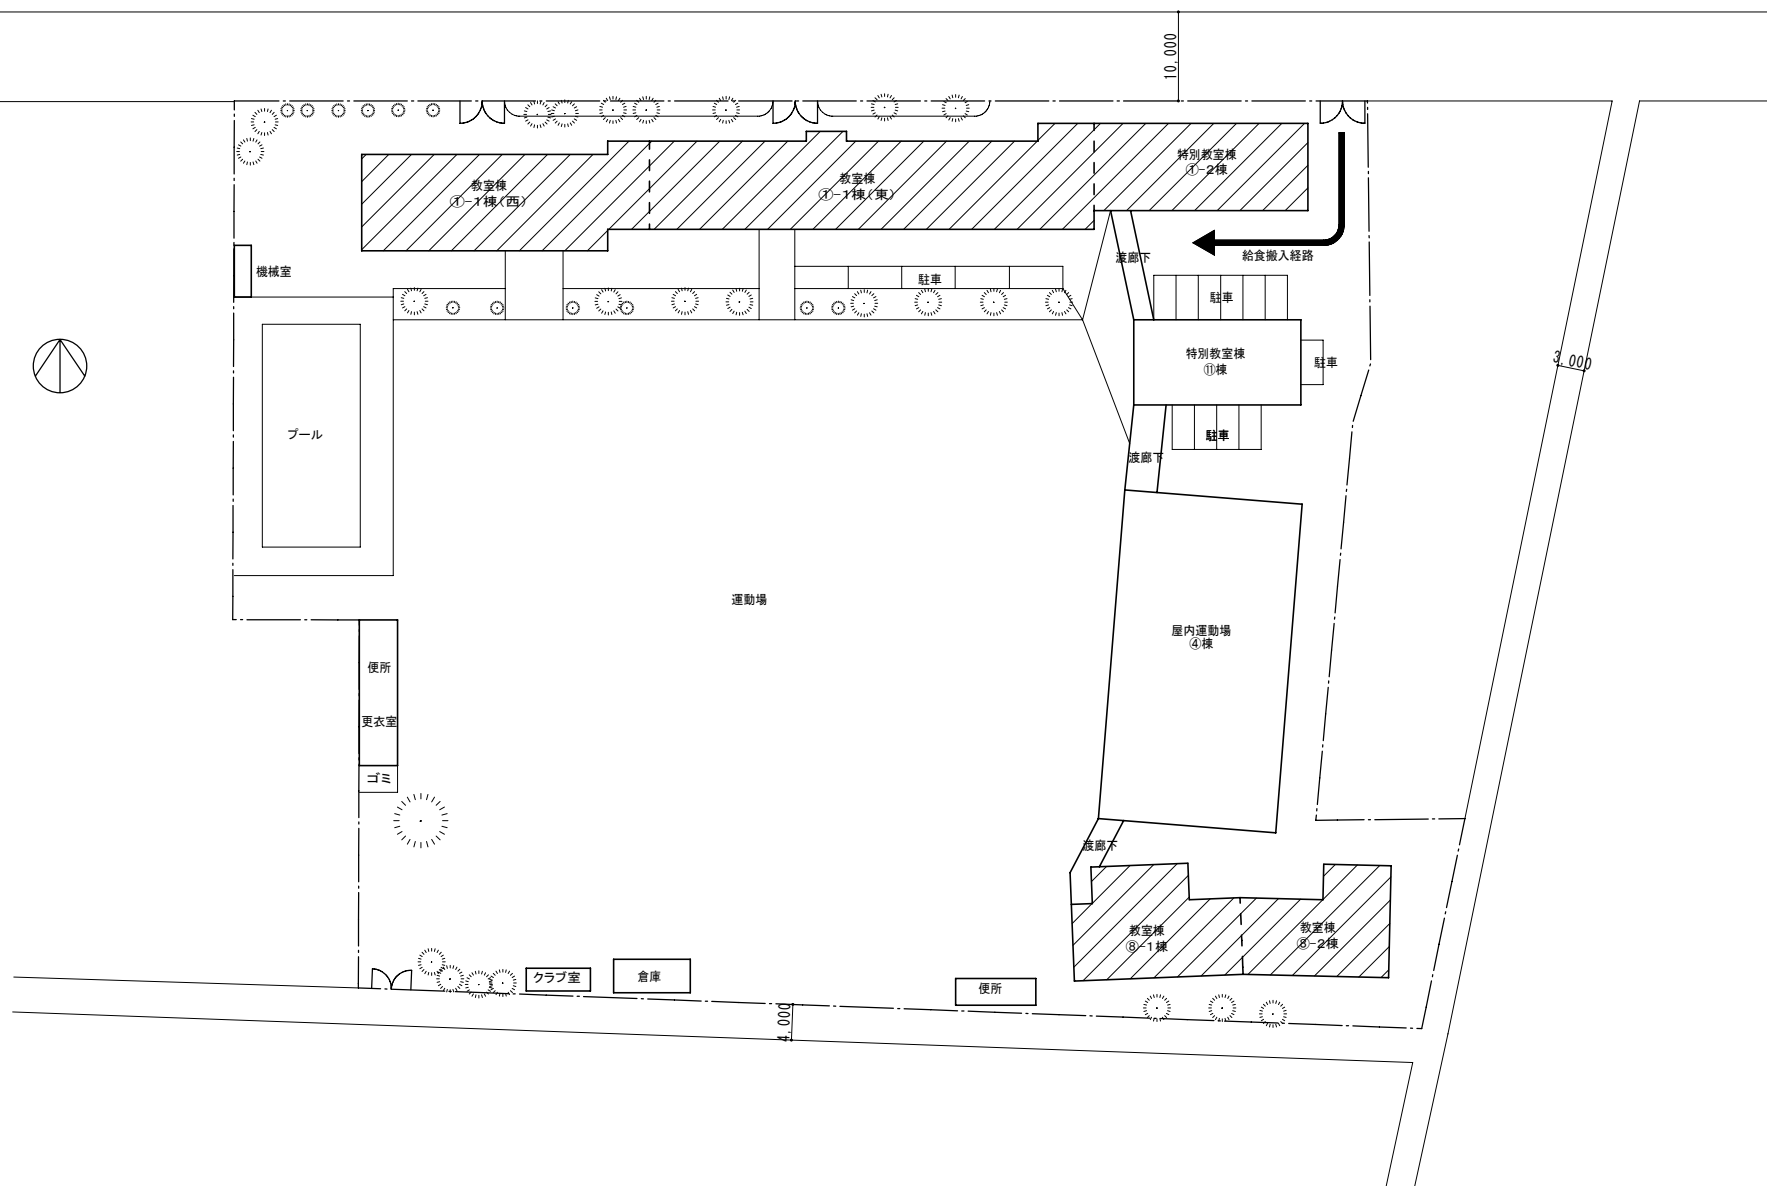 10,000
特別教室棟
①-2棟
教室棟
①-1棟(西)
教室棟
①-1棟(東)
渡廊下
給食搬入経路
機械室
駐車
駐車
特別教室棟
⑪棟
駐車
3,000
プール
駐車
渡廊下
運動場
屋内運動場
④棟
便所
更衣室
ゴミ
渡廊下
教室棟
⑧-1棟
教室棟
⑧-2棟
クラブ室
倉庫
便所
4,000